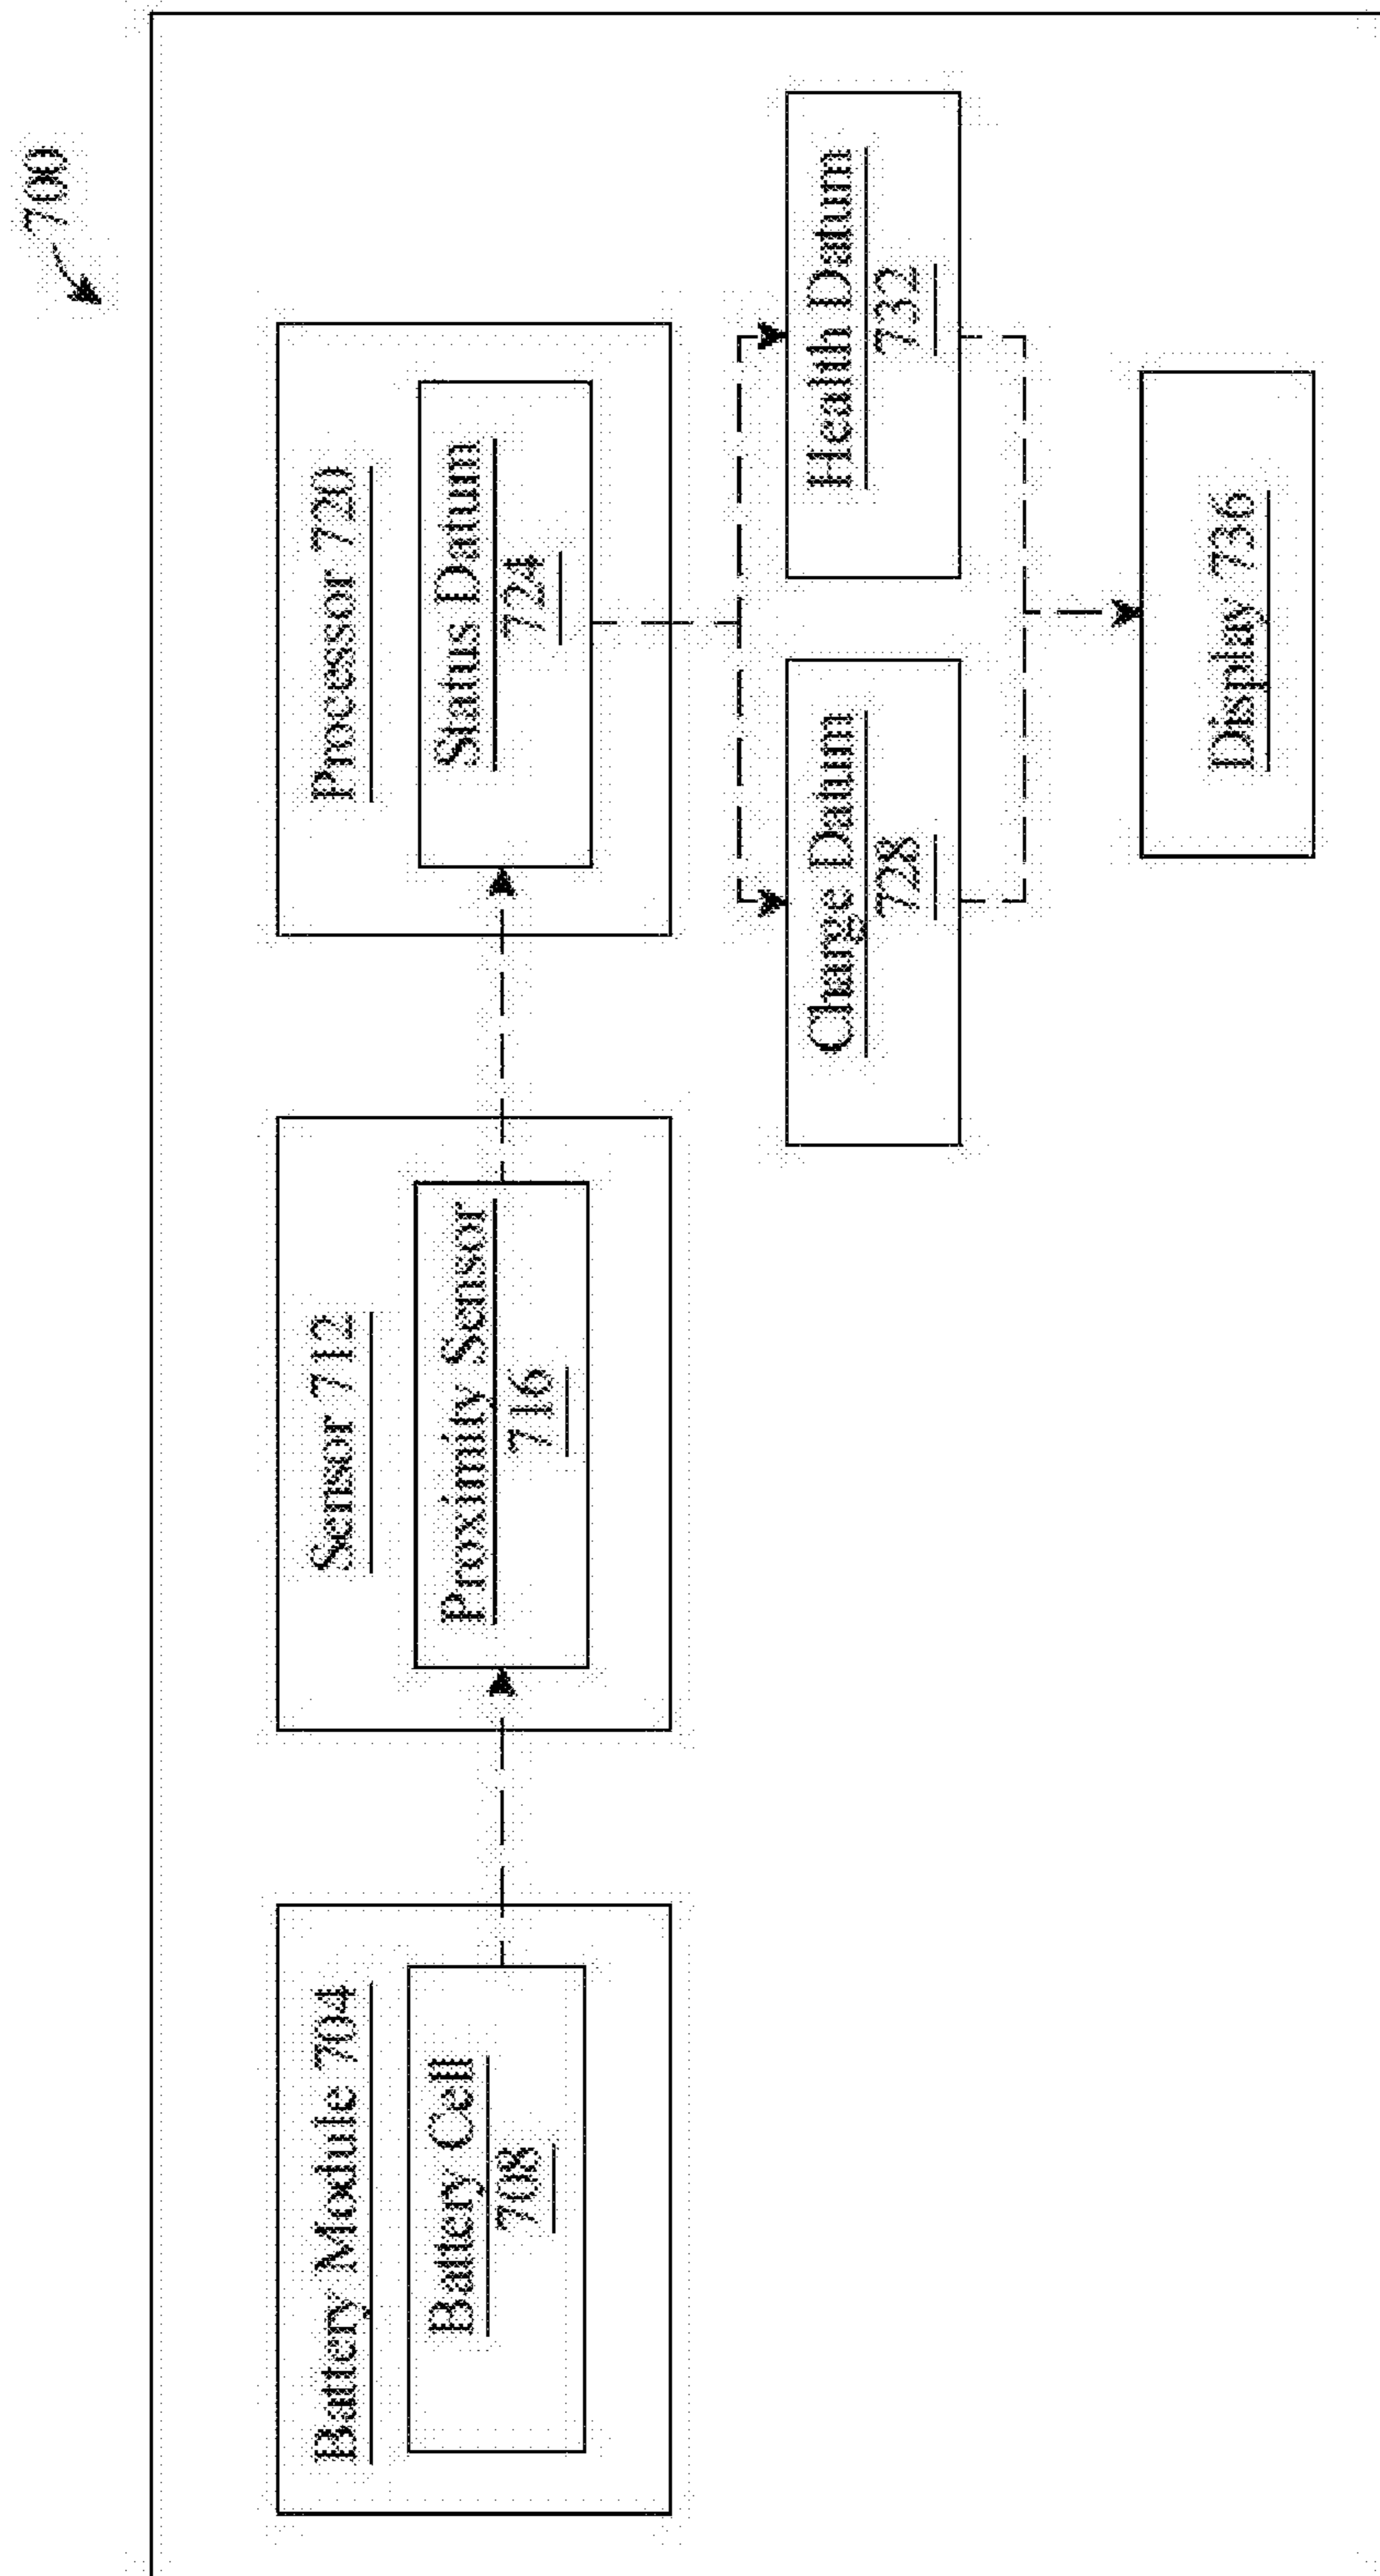 700
Battery Module 704
Battery Cell
708
Sensor 712
Proximity Sensor
716
Processor 720
Status Datum
724
Charge Datum
728
Health Datum
732
Display 736